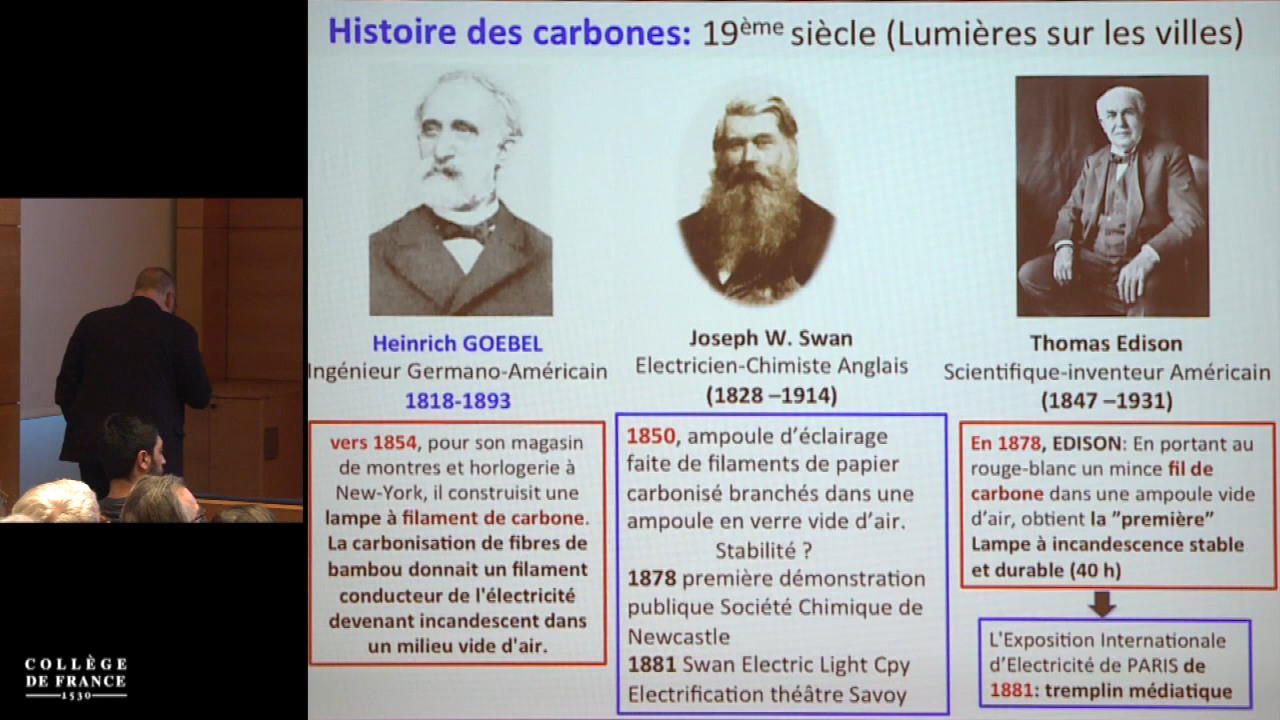 Histoire des carbones: 19ème siècle (Lumières sur les villes)
Heinrich GOEBEL
Ingénieur Germano-Américain
1818-1893
vers 1854, pour son magasin
de montres et horlogerie à
New-York, il construisit une
lampe à filament de carbone.
La carbonisation de fibres de
bambou donnait un filament
conducteur de l'électricité
devenant incandescent dans
un milieu vide d'air.
Joseph W. Swan
Electricien-Chimiste Anglais
(1828 –1914)
1850, ampoule d'éclairage
faite de filaments de papier
carbonisé branchés dans une
ampoule en verre vide d'air.
Stabilité ?
1878 première démonstration
publique Société Chimique de
Newcastle
1881 Swan Electric Light Cpy
Electrification théâtre Savoy
Thomas Edison
Scientifique-inventeur Américain
(1847 –1931)
En 1878, EDISON: En portant au
rouge-blanc un mince fil de
carbone dans une ampoule vide
d'air, obtient la "première"
Lampe à incandescence stable
et durable (40 h)
L'Exposition Internationale
d'Electricité de PARIS de
1881: tremplin médiatique
COLLÈGE
DE FRANCE
1530